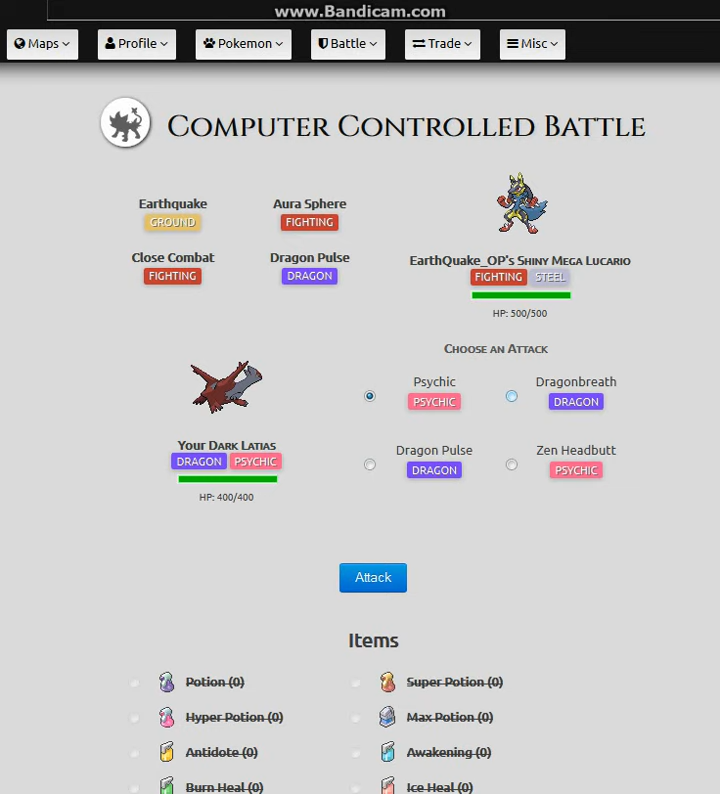 www.Bandicam.com
Maps Profile Pokemon Battle Trade Misc
Computer Controlled Battle
Earthquake Aura Sphere
GROUND FIGHTING
Close Combat Dragon Pulse
FIGHTING DRAGON
EarthQuake_OP's Shiny Mega Lucario
FIGHTING STEEL
HP: 500/500
Choose an Attack
Psychic Dragonbreath
PSYCHIC DRAGON
Dragon Pulse Zen Headbutt
DRAGON PSYCHIC
Your Dark Latias
DRAGON PSYCHIC
HP: 400/400
Attack
Items
Potion (0) Super Potion (0)
Hyper Potion (0) Max Potion (0)
Antidote (0) Awakening (0)
Burn Heal (0) Ice Heal (0)